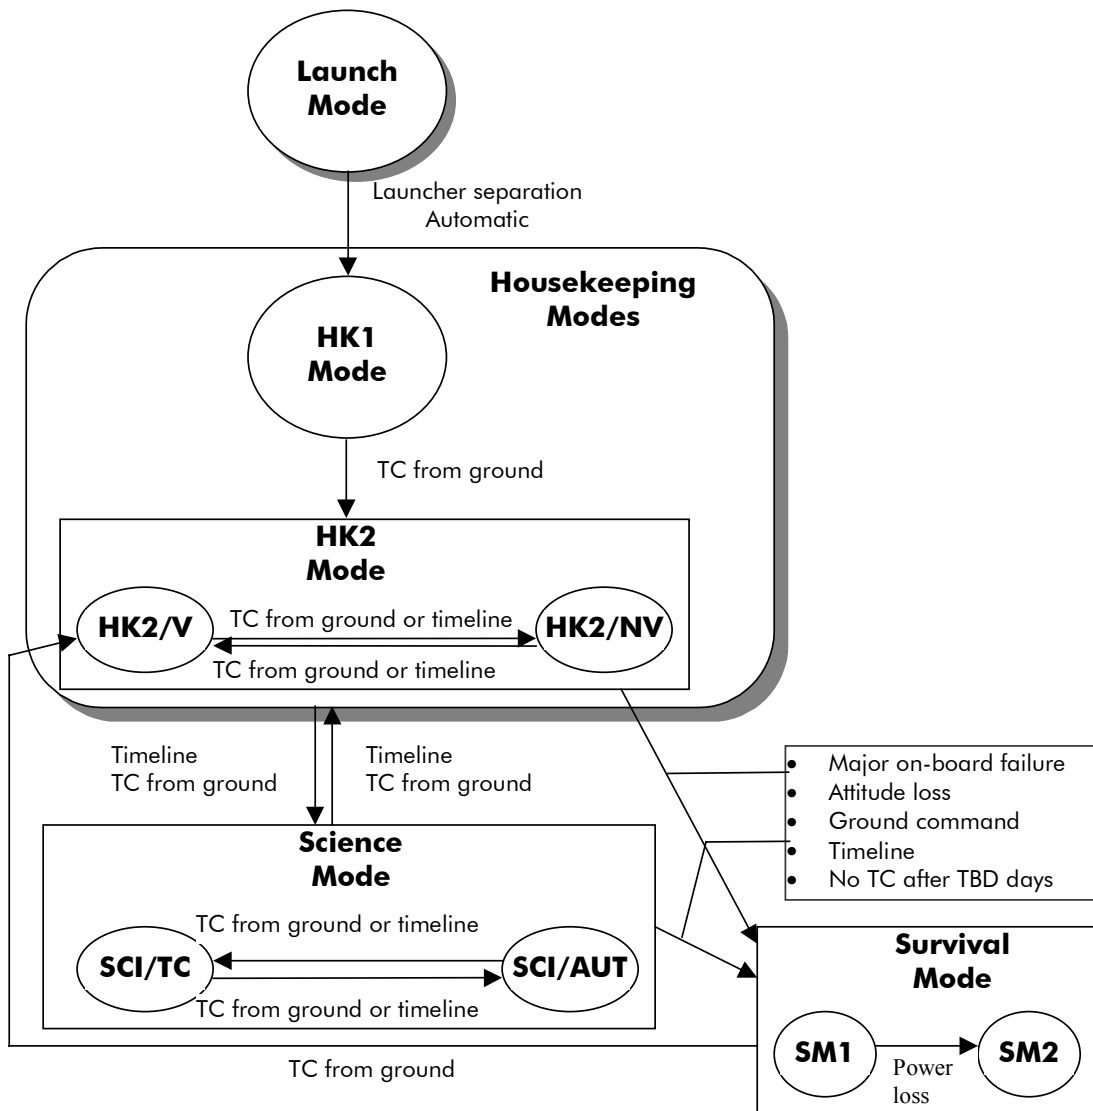 Launch
Mode
Launcher separation
Automatic
Housekeeping
Modes
HK1
Mode
TC from ground
HK2
Mode
HK2/V
TC from ground or timeline
HK2/NV
TC from ground or timeline
Timeline
TC from ground
Timeline
TC from ground
• Major on-board failure
• Attitude loss
• Ground command
• Timeline
• No TC after TBD days
Science
Mode
TC from ground or timeline
SCI/TC
SCI/AUT
TC from ground or timeline
Survival
Mode
SM1
SM2
Power
loss
TC from ground